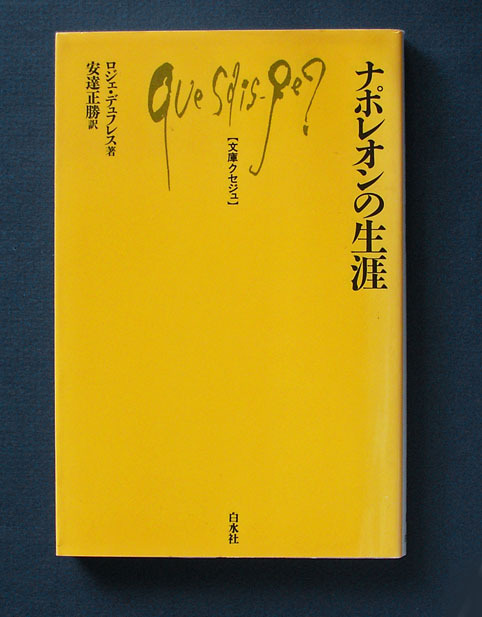 ナポレオンの生涯
que sais-je?
【文庫クセジュ】
ロジェ・デュフレス著
安達正勝訳
白水社